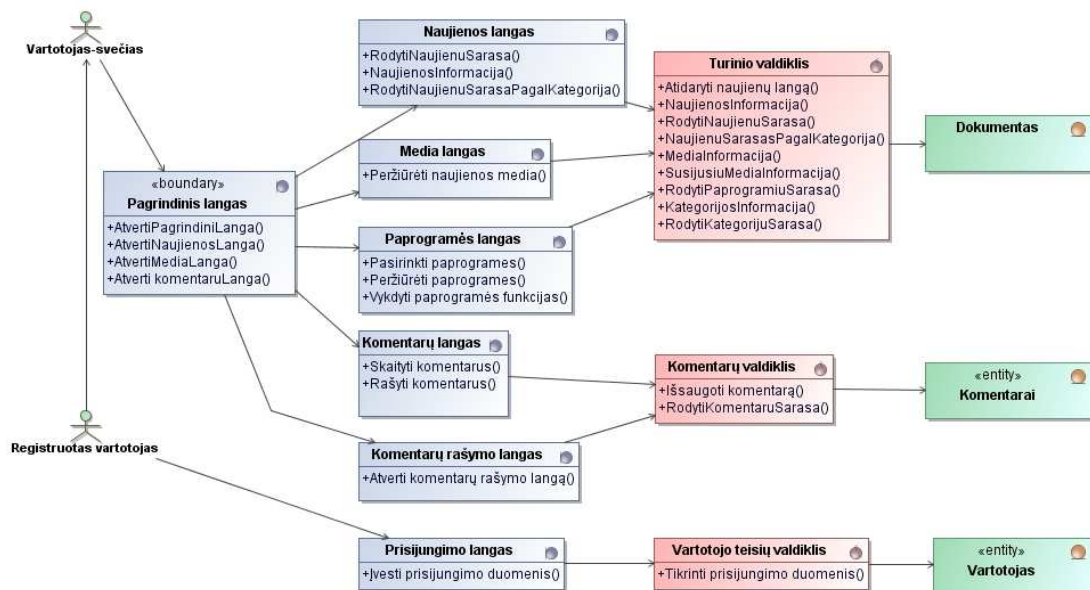 Vartotojas-svečias
Registruotas vartotojas
«boundary»
Pagrindinis langas
+AtvertiPagrindiniLanga()
+AtvertiNaujienosLanga()
+AtvertiMediaLanga()
+Atverti komentaruLanga()
Naujienos langas
+RodytiNaujienuSarasa()
+NaujienosInformacija()
+RodytiNaujienuSarasaPagalKategorija()
Media langas
+Peržiūrėti naujienos media()
Paprogramės langas
+Pasirinkti paprogrames()
+Peržiūrėti paprogrames()
+Vykdyti paprogramės funkcijas()
Komentarų langas
+Skaityti komentarus()
+Rašyti komentarus()
Komentarų rašymo langas
+Atverti komentarų rašymo langą()
Prisijungimo langas
+Įvesti prisijungimo duomenis()
Turinio valdiklis
+Atidaryti naujienų langą()
+NaujienosInformacija()
+RodytiNaujienuSarasa()
+NaujienuSarasasPagalKategorija()
+MediaInformacija()
+SusijusiuMediaInformacija()
+RodytiPaprogramiuSarasa()
+KategorijosInformacija()
+RodytiKategorijuSarasa()
Komentarų valdiklis
+Išsaugoti komentarą()
+RodytiKomentaruSarasa()
Vartotojo teisių valdiklis
+Tikrinti prisijungimo duomenis()
Dokumentas
«entity»
Komentarai
«entity»
Vartotojas